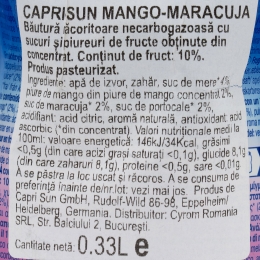 CAPRISUN MANGO-MARACUJA
Băutură ăcoritoare necarbogazoasă cu
sucuri șipiureuri de fructe obținute din
concentrat. Conținut de fruct: 10%.
Produs pasteurizat.
Ingrediente: apă de izvor, zahăr, suc de mere* 4%
piure de mango din piure de mango concentrat 2%,
suc de maracuja* 2%, suc de portocale* 2%,
acidifiant: acid citric, aromă naturală, antioxidant: acid
ascorbic (*din concentrat). Valori nutriționale medii la
100ml: valoare energetică: 146kJ/34Kcal, grăsimi
<0,5g (din care acizi grași saturați <0,1g), glucide 8,1g
(din care zaharuri 8,1g), proteine <0,5g, sare <0,01g
A se păstra la loc uscat și răcoros. A se consuma de
preferință înainte de/nr.lot: vezi mai jos. Produs de
Capri Sun GmbH, Rudolf-Wild 86-98, Eppelheim/
Heidelberg, Germania. Distribuitor: Cyrom Romania
SRL, Str. Balciului 2, București.
Cantitate netă: 0.33L e